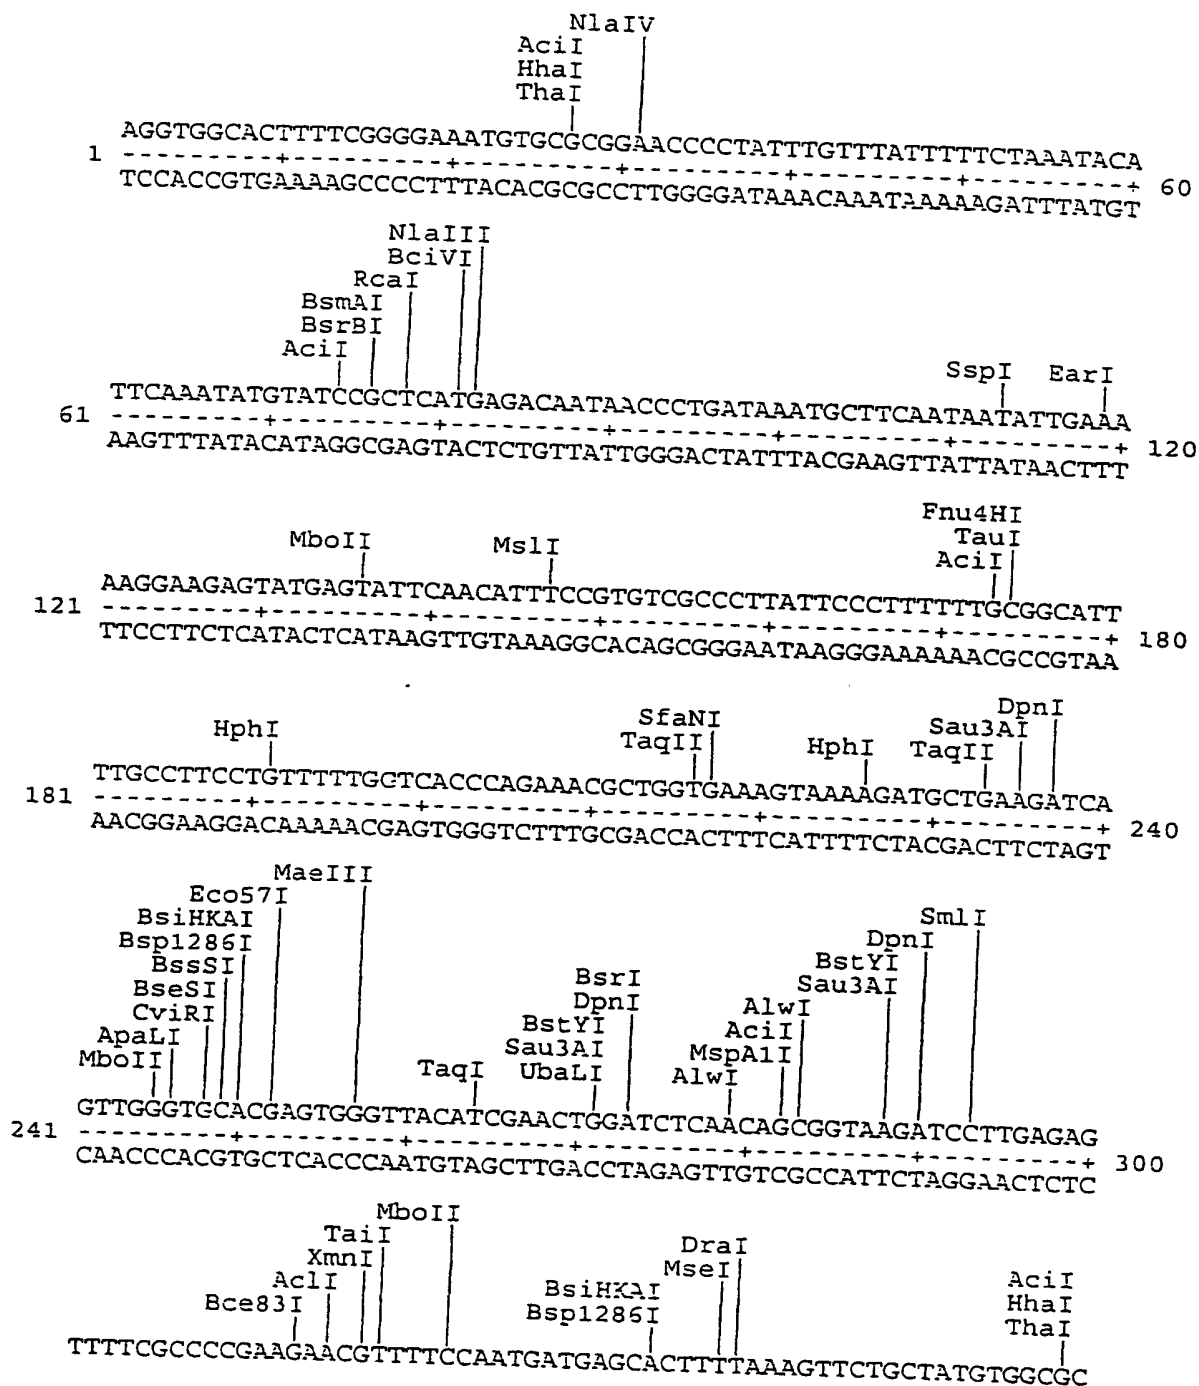 NlaIV
AciI
HhaI
ThaI
AGGTGGCACTTTTCGGGGAAATGTGCGCGGAACCCCTATTTGTTTATTTTTCTAAATACA
1 ---------+---------+---------+---------+---------+---------+ 60
TCCACCGTGAAAAGCCCCTTTACACGCGCCTTGGGGATAAACAAATAAAAAGATTTATGT
NlaIII
BciVI
RcaI
BsmAI
BsrBI
AciI
SspI EarI
TTCAAATATGTATCCGCTCATGAGACAATAACCCTGATAAATGCTTCAATAATATTGAAA
61 ---------+---------+---------+---------+---------+---------+ 120
AAGTTTATACATAGGCGAGTACTCTGTTATTGGGACTATTTACGAAGTTATTATAACTTT
Fnu4HI
TauI
MboII MslI AciI
AAGGAAGAGTATGAGTATTCAACATTTCCGTGTCGCCCTTATTCCCTTTTTTGCGGCATT
121 ---------+---------+---------+---------+---------+---------+ 180
TTCCTTCTCATACTCATAAGTTGTAAAGGCACAGCGGGAATAAGGGAAAAAACGCCGTAA
DpnI
SfaNI Sau3AI
HphI TaqII HphI TaqII
TTGCCTTCCTGTTTTTGCTCACCCAGAAACGCTGGTGAAAGTAAAAGATGCTGAAGATCA
181 ---------+---------+---------+---------+---------+---------+ 240
AACGGAAGGACAAAAACGAGTGGGTCTTTGCGACCACTTTCATTTTCTACGACTTCTAGT
MaeIII
Eco57I
BsiHKAI SmlI
Bsp1286I DpnI
BssSI BsrI BstYI
BseSI DpnI Sau3AI
CviRI BstYI AlwI
ApaLI Sau3AI AciI
MboII TaqI UbaLI AlwI MspA1I
GTTGGGTGCACGAGTGGGTTACATCGAACTGGATCTCAACAGCGGTAAGATCCTTGAGAG
241 ---------+---------+---------+---------+---------+---------+ 300
CAACCCACGTGCTCACCCAATGTAGCTTGACCTAGAGTTGTCGCCATTCTAGGAACTCTC
MboII
TaiI DraI
XmnI MseI
AclI BsiHKAI AciI
Bce83I Bsp1286I HhaI
ThaI
TTTTCGCCCCGAAGAACGTTTTCCAATGATGAGCACTTTTAAAGTTCTGCTATGTGGCGC